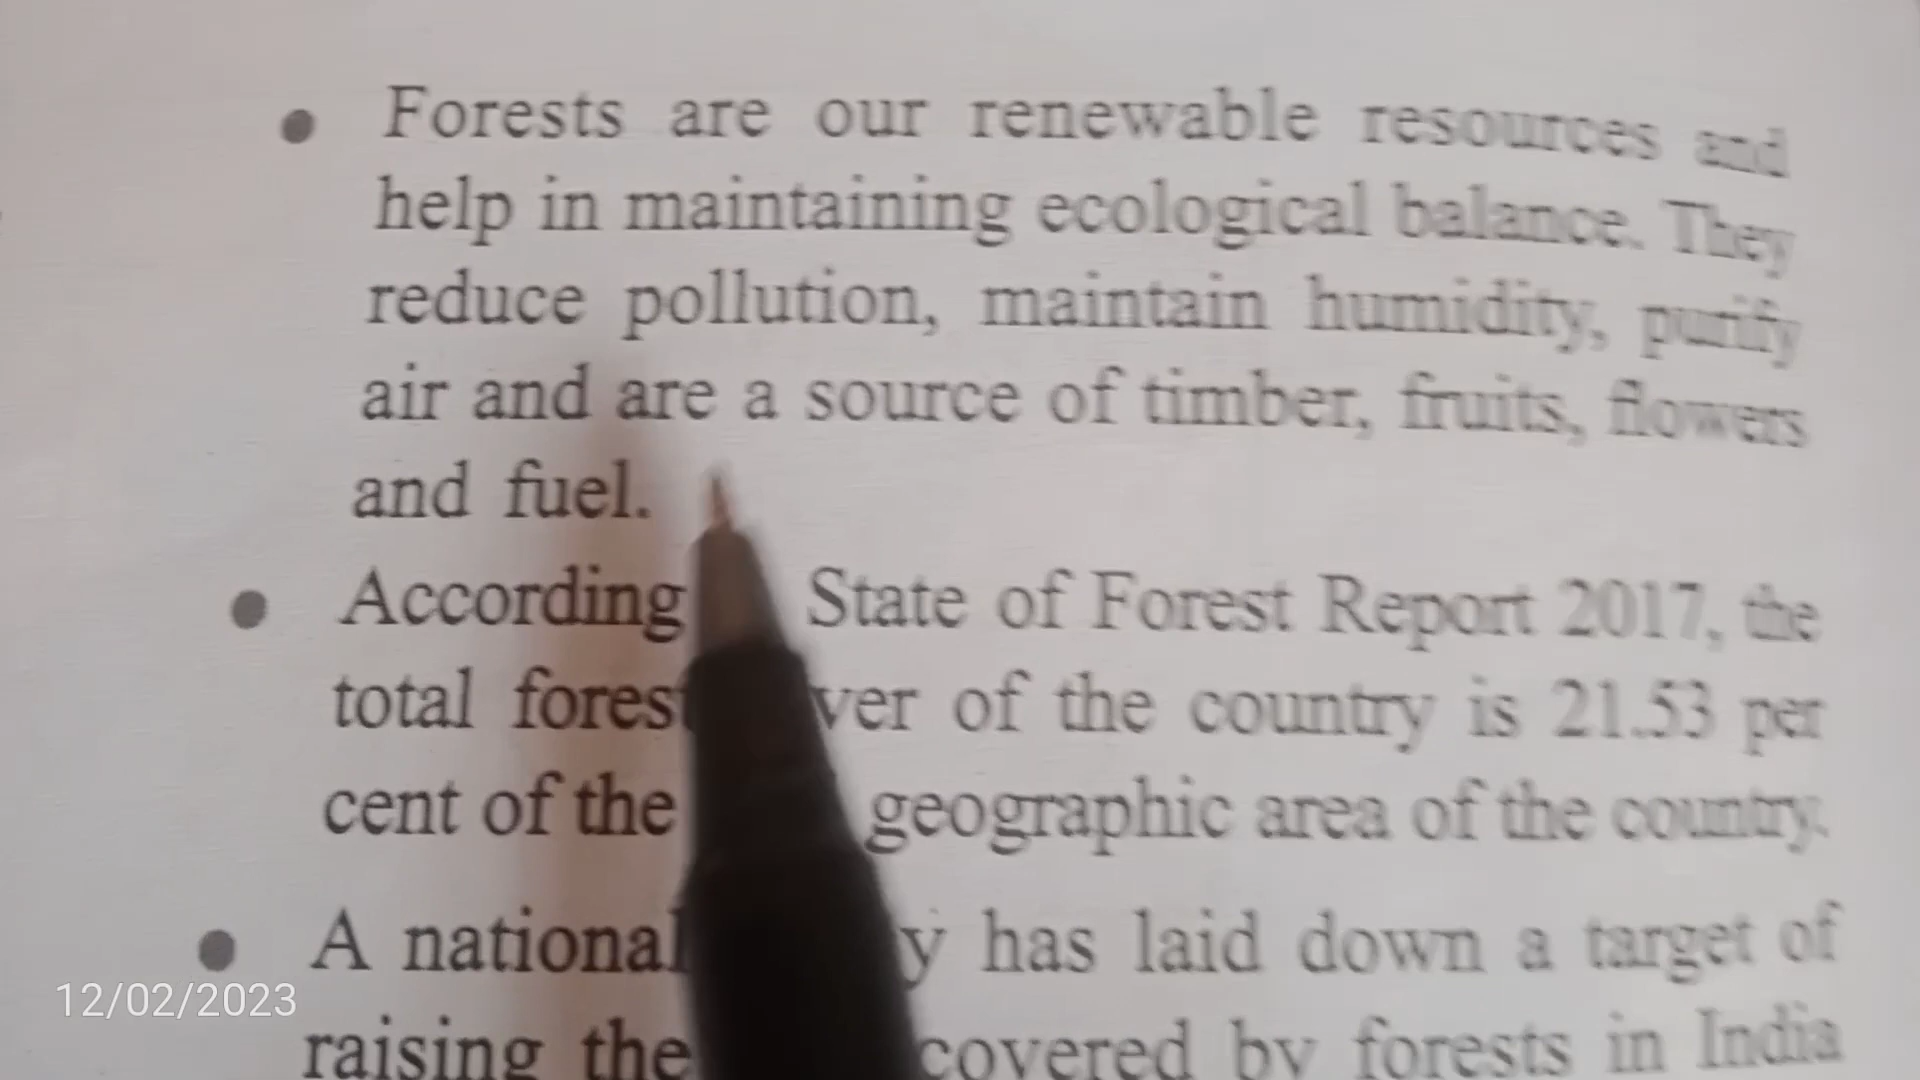 Forests are our renewable resources and
help in maintaining ecological balance. They
reduce pollution, maintain humidity, purify
air and are a source of timber, fruits, flowers
and fuel.
According State of Forest Report 2017, the
total forest ver of the country is 21.53 per
cent of the geographic area of the country.
A national y has laid down a target of
raising the covered by forests in India
12/02/2023